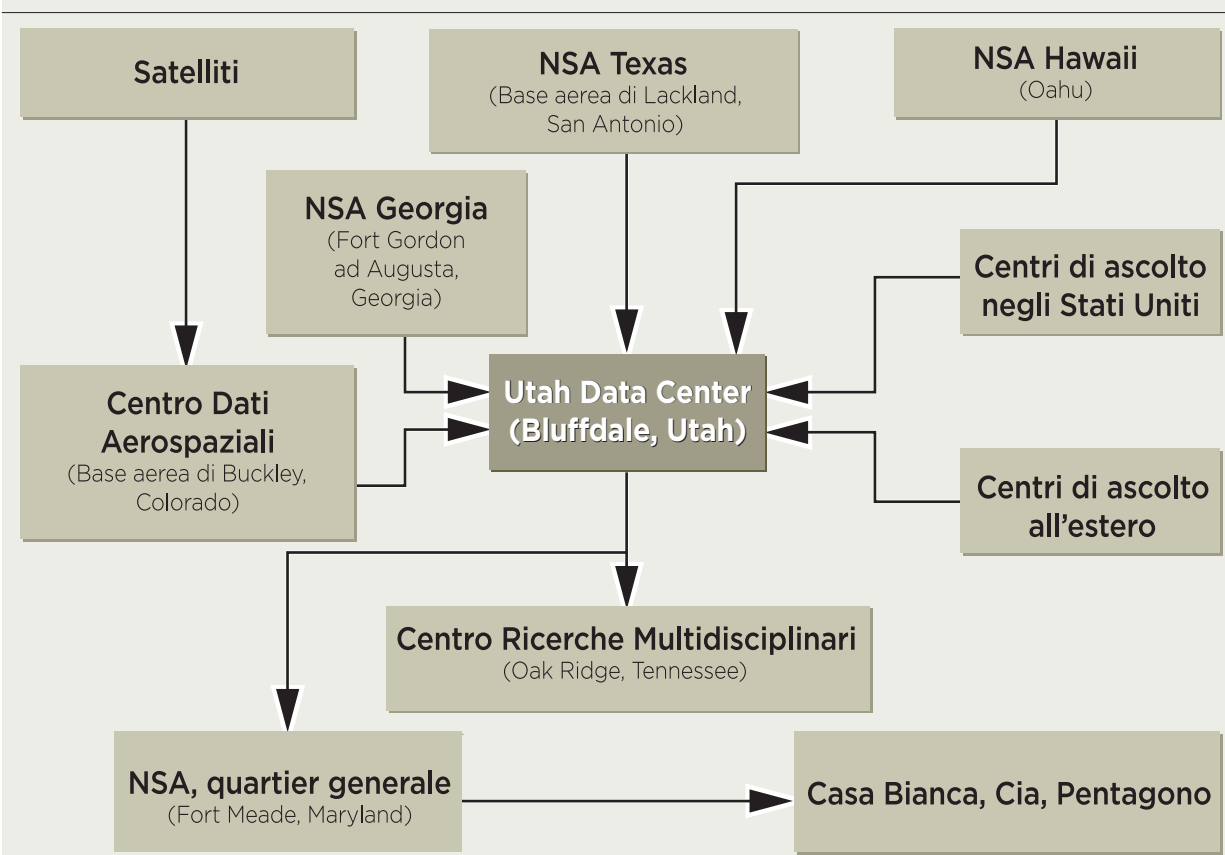 Satelliti
NSA Texas
(Base aerea di Lackland,
San Antonio)
NSA Hawaii
(Oahu)
NSA Georgia
(Fort Gordon
ad Augusta,
Georgia)
Centri di ascolto
negli Stati Uniti
Centro Dati
Aerospaziali
(Base aerea di Buckley,
Colorado)
Utah Data Center
(Bluffdale, Utah)
Centri di ascolto
all’estero
Centro Ricerche Multidisciplinari
(Oak Ridge, Tennessee)
NSA, quartier generale
(Fort Meade, Maryland)
Casa Bianca, Cia, Pentagono